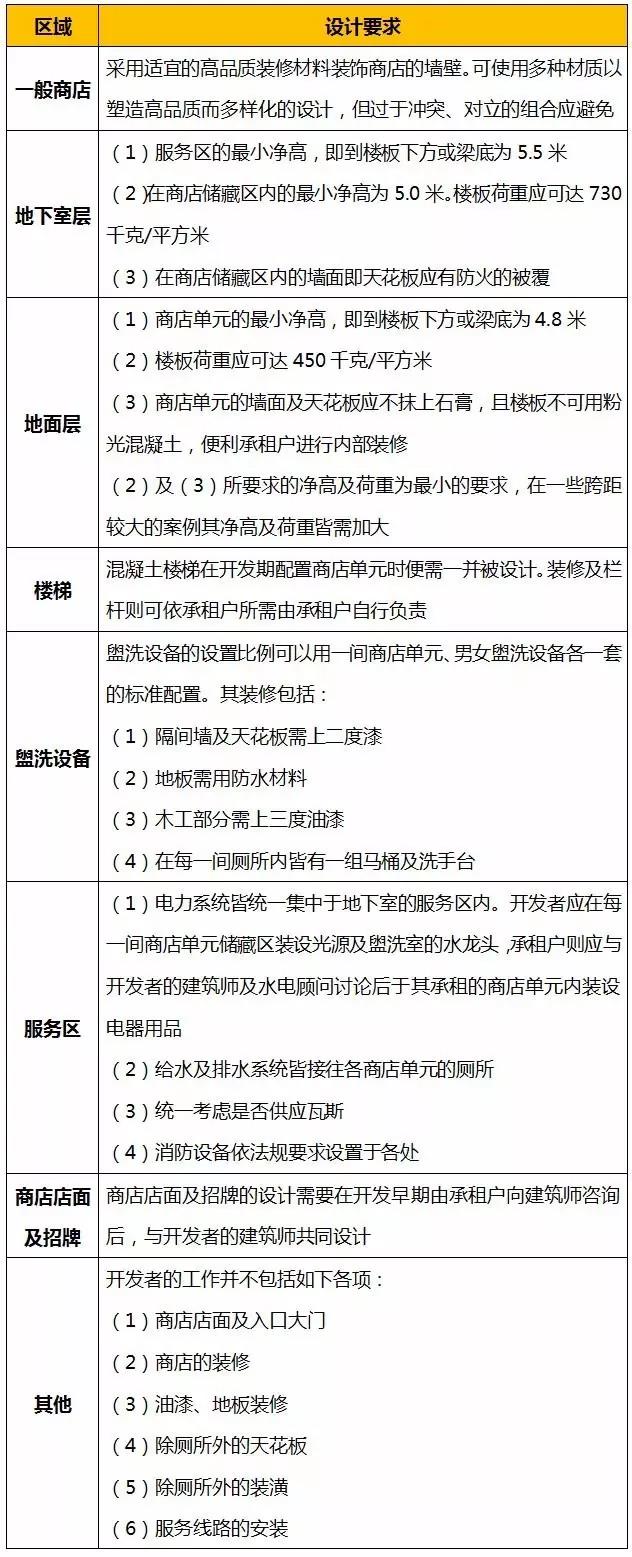 区域 设计要求
一般商店
采用适宜的高品质装修材料装饰商店的墙壁。可使用多种材质以
塑造高品质而多样化的设计，但过于冲突、对立的组合应避免
地下室层
（1）服务区的最小净高，即到楼板下方或梁底为 5.5 米
（2)在商店储藏区内的最小净高为 5.0 米。楼板荷重应可达 730
千克/平方米
（3）在商店储藏区内的墙面即天花板应有防火的被覆
地面层
（1）商店单元的最小净高，即到楼板下方或梁底为 4.8 米
（2）楼板荷重应可达 450 千克/平方米
（3）商店单元的墙面及天花板应不抹上石膏，且楼板不可用粉
光混凝土，便利承租户进行内部装修
（2）及（3）所要求的净高及荷重为最小的要求，在一些跨距
较大的案例其净高及荷重皆需加大
楼梯
混凝土楼梯在开发期配置商店单元时便需一并被设计。装修及栏
杆则可依承租户所需由承租户自行负责
盥洗设备
盥洗设备的设置比例可以用一间商店单元、男女盥洗设备各一套
的标准配置。其装修包括：
（1）隔间墙及天花板需上二度漆
（2）地板需用防水材料
（3）木工部分需上三度油漆
（4）在每一间厕所内皆有一组马桶及洗手台
服务区
（1）电力系统皆统一集中于地下室的服务区内。开发者应在每
一间商店单元储藏区装设光源及盥洗室的水龙头，承租户则应与
开发者的建筑师及水电顾问讨论后于其承租的商店单元内装设
电器用品
（2）给水及排水系统皆接往各商店单元的厕所
（3）统一考虑是否供应瓦斯
（4）消防设备依法规要求设置于各处
商店店面
及招牌
商店店面及招牌的设计需要在开发早期由承租户向建筑师咨询
后，与开发者的建筑师共同设计
其他
开发者的工作并不包括如下各项：
（1）商店店面及入口大门
（2）商店的装修
（3）油漆、地板装修
（4）除厕所外的天花板
（5）除厕所外的装潢
（6）服务线路的安装